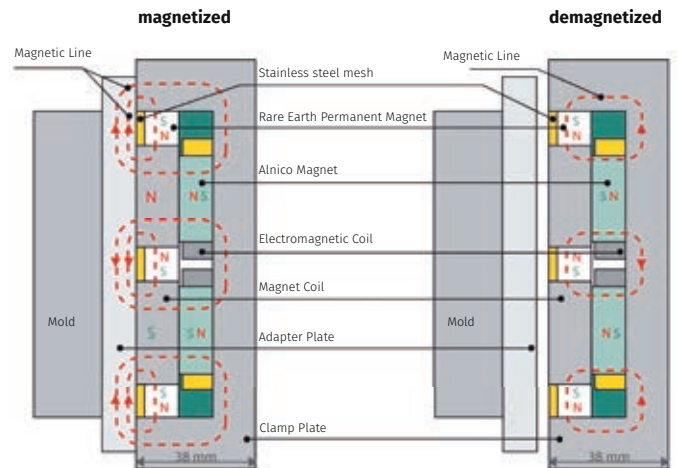 magnetized
demagnetized
Magnetic Line
Magnetic Line
Stainless steel mesh
Rare Earth Permanent Magnet
S
N
S
N
Alnico Magnet
N
N S
S N
Electromagnetic Coil
N
S
N
S
Magnet Coil
Mold
S
S N
Mold
N S
Adapter Plate
S
N
S
N
Clamp Plate
38 mm
38 mm